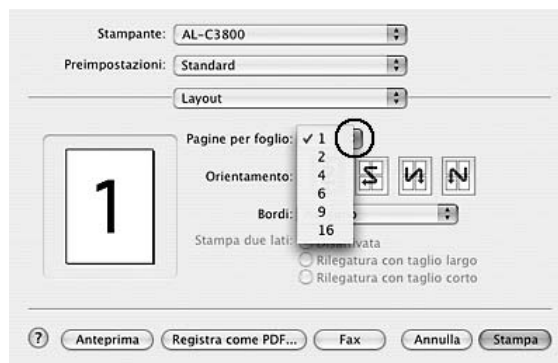 Stampante: AL-C3800
Preimpostazioni: Standard
Layout
Pagine per foglio: ✓ 1
2
4
6
9
16
1
Orientamento:
Bordi:
Stampa due lati:
Rilegatura con taglio largo
Rilegatura con taglio corto
? Anteprima Registra come PDF... Fax Annulla Stampa